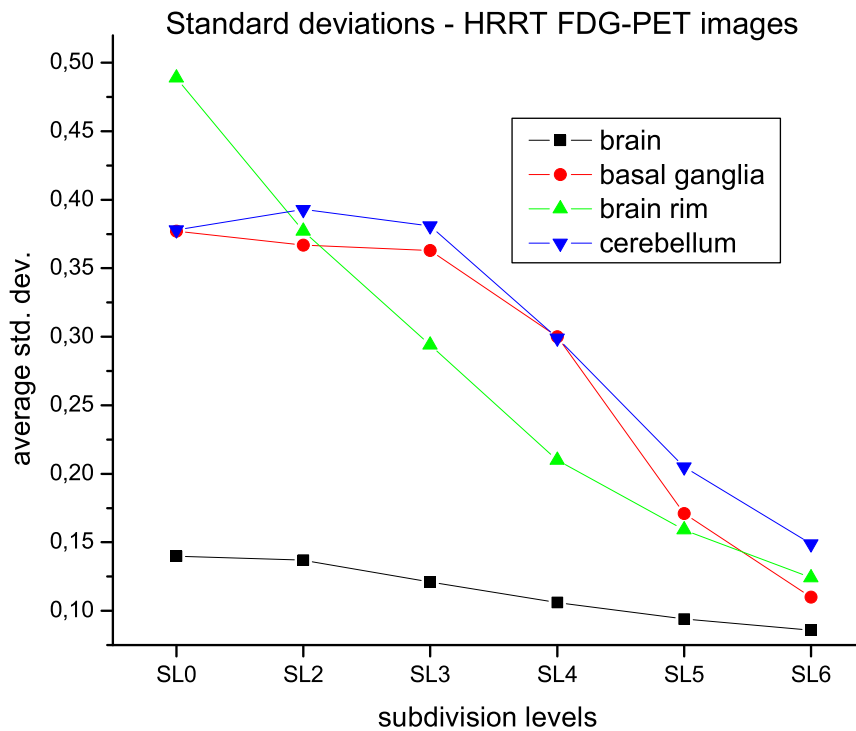 Standard deviations - HRRT FDG-PET images
0,50
0,45
0,40
0,35
0,30
0,25
0,20
0,15
0,10
average std. dev.
brain
basal ganglia
brain rim
cerebellum
SL0 SL2 SL3 SL4 SL5 SL6
subdivision levels